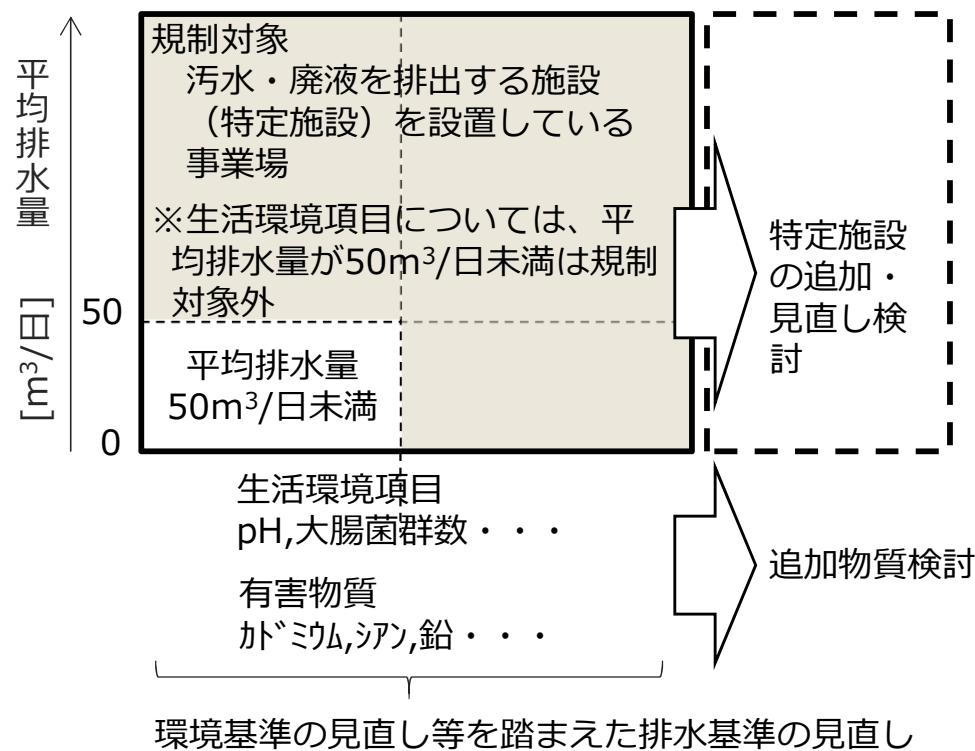 規制対象
汚水・廃液を排出する施設
（特定施設）を設置している
事業場
※生活環境項目については、平
均排水量が50m³/日未満は規制
対象外
平均排水量 [m³/日]
50
0
平均排水量
50m³/日未満
特定施設
の追加・
見直し検
討
生活環境項目
pH,大腸菌群数・・・
有害物質
ｶﾄﾞﾐｳﾑ,ｼｱﾝ,鉛・・・
追加物質検討
環境基準の見直し等を踏まえた排水基準の見直し